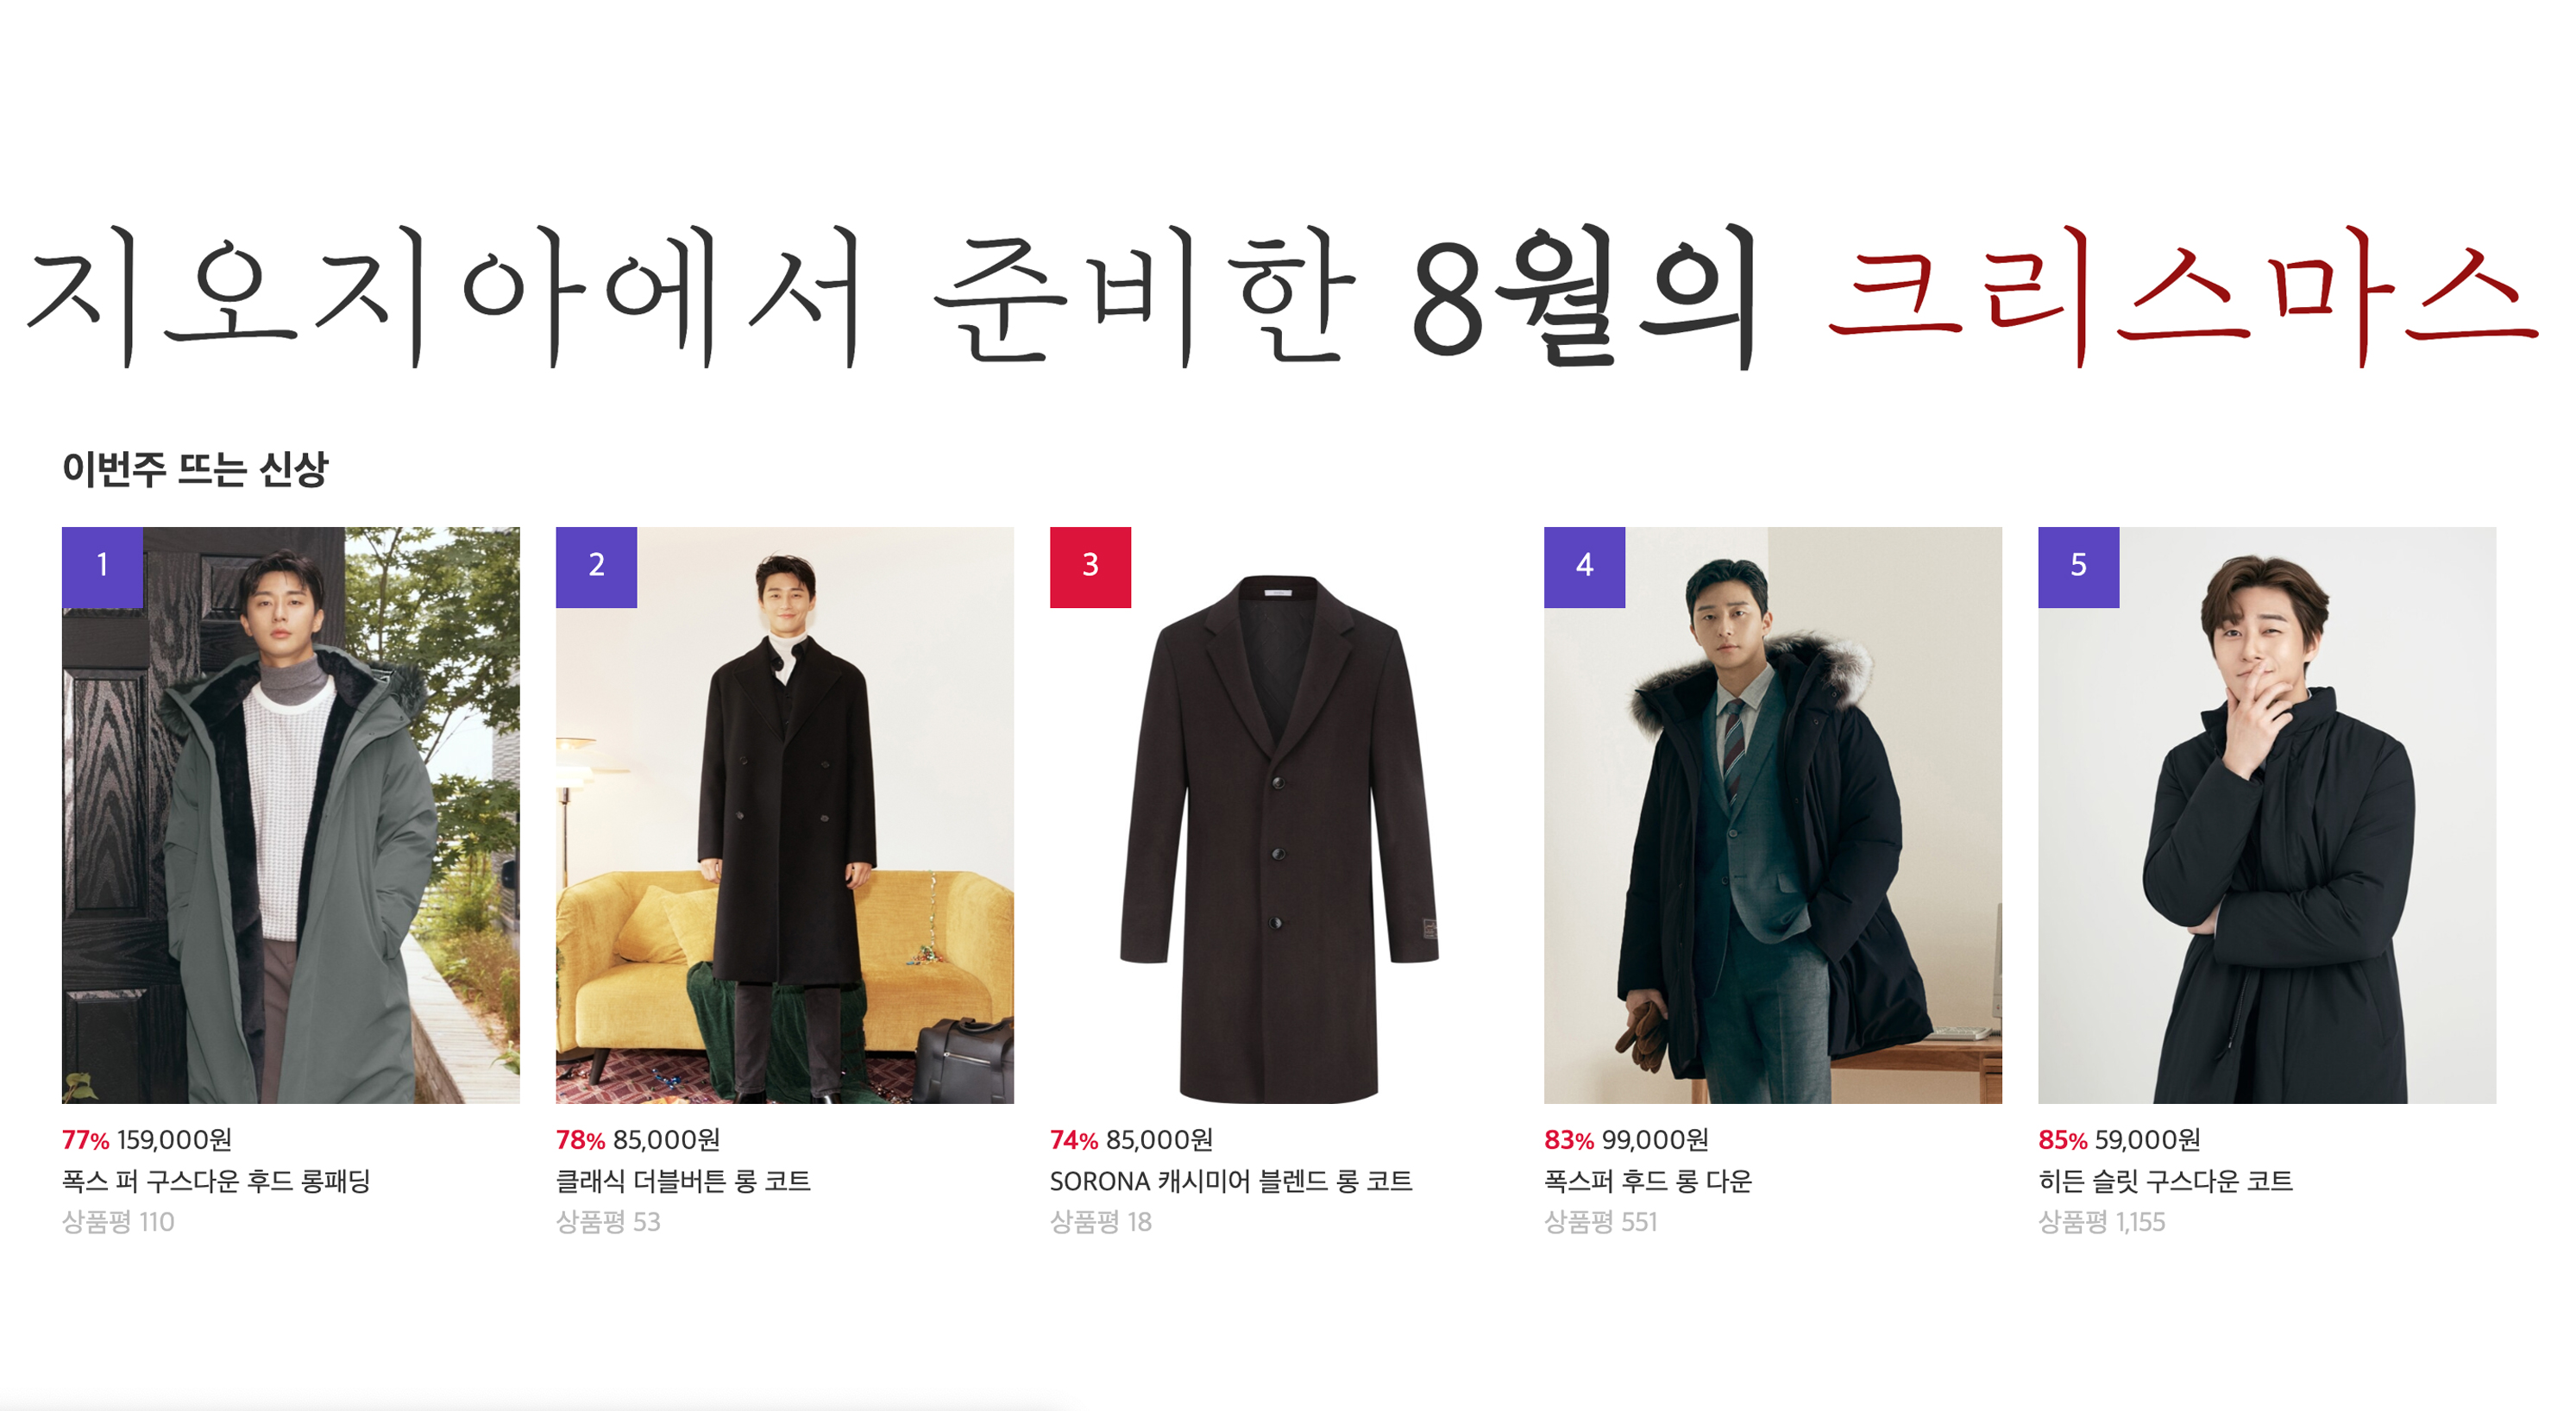 지오지아에서 준비한 8월의 크리스마스
이번주 뜨는 신상
1
2
3
4
5
77% 159,000원
폭스 퍼 구스다운 후드 롱패딩
상품평 110
78% 85,000원
클래식 더블버튼 롱 코트
상품평 53
74% 85,000원
SORONA 캐시미어 블렌드 롱 코트
상품평 18
83% 99,000원
폭스퍼 후드 롱 다운
상품평 551
85% 59,000원
히든 슬릿 구스다운 코트
상품평 1,155